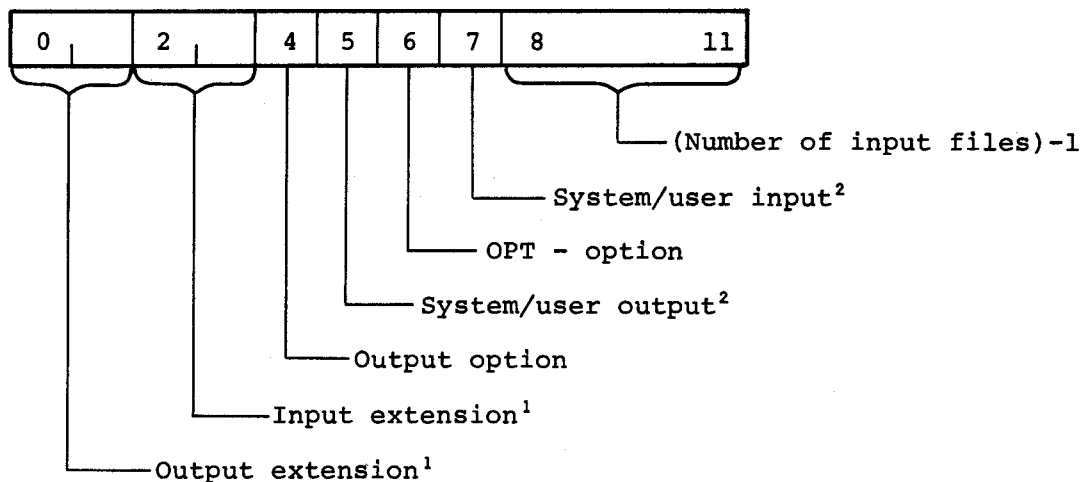 0 2 4 5 6 7 8 11
(Number of input files)-1
System/user input²
OPT - option
System/user output²
Output option
Input extension¹
Output extension¹